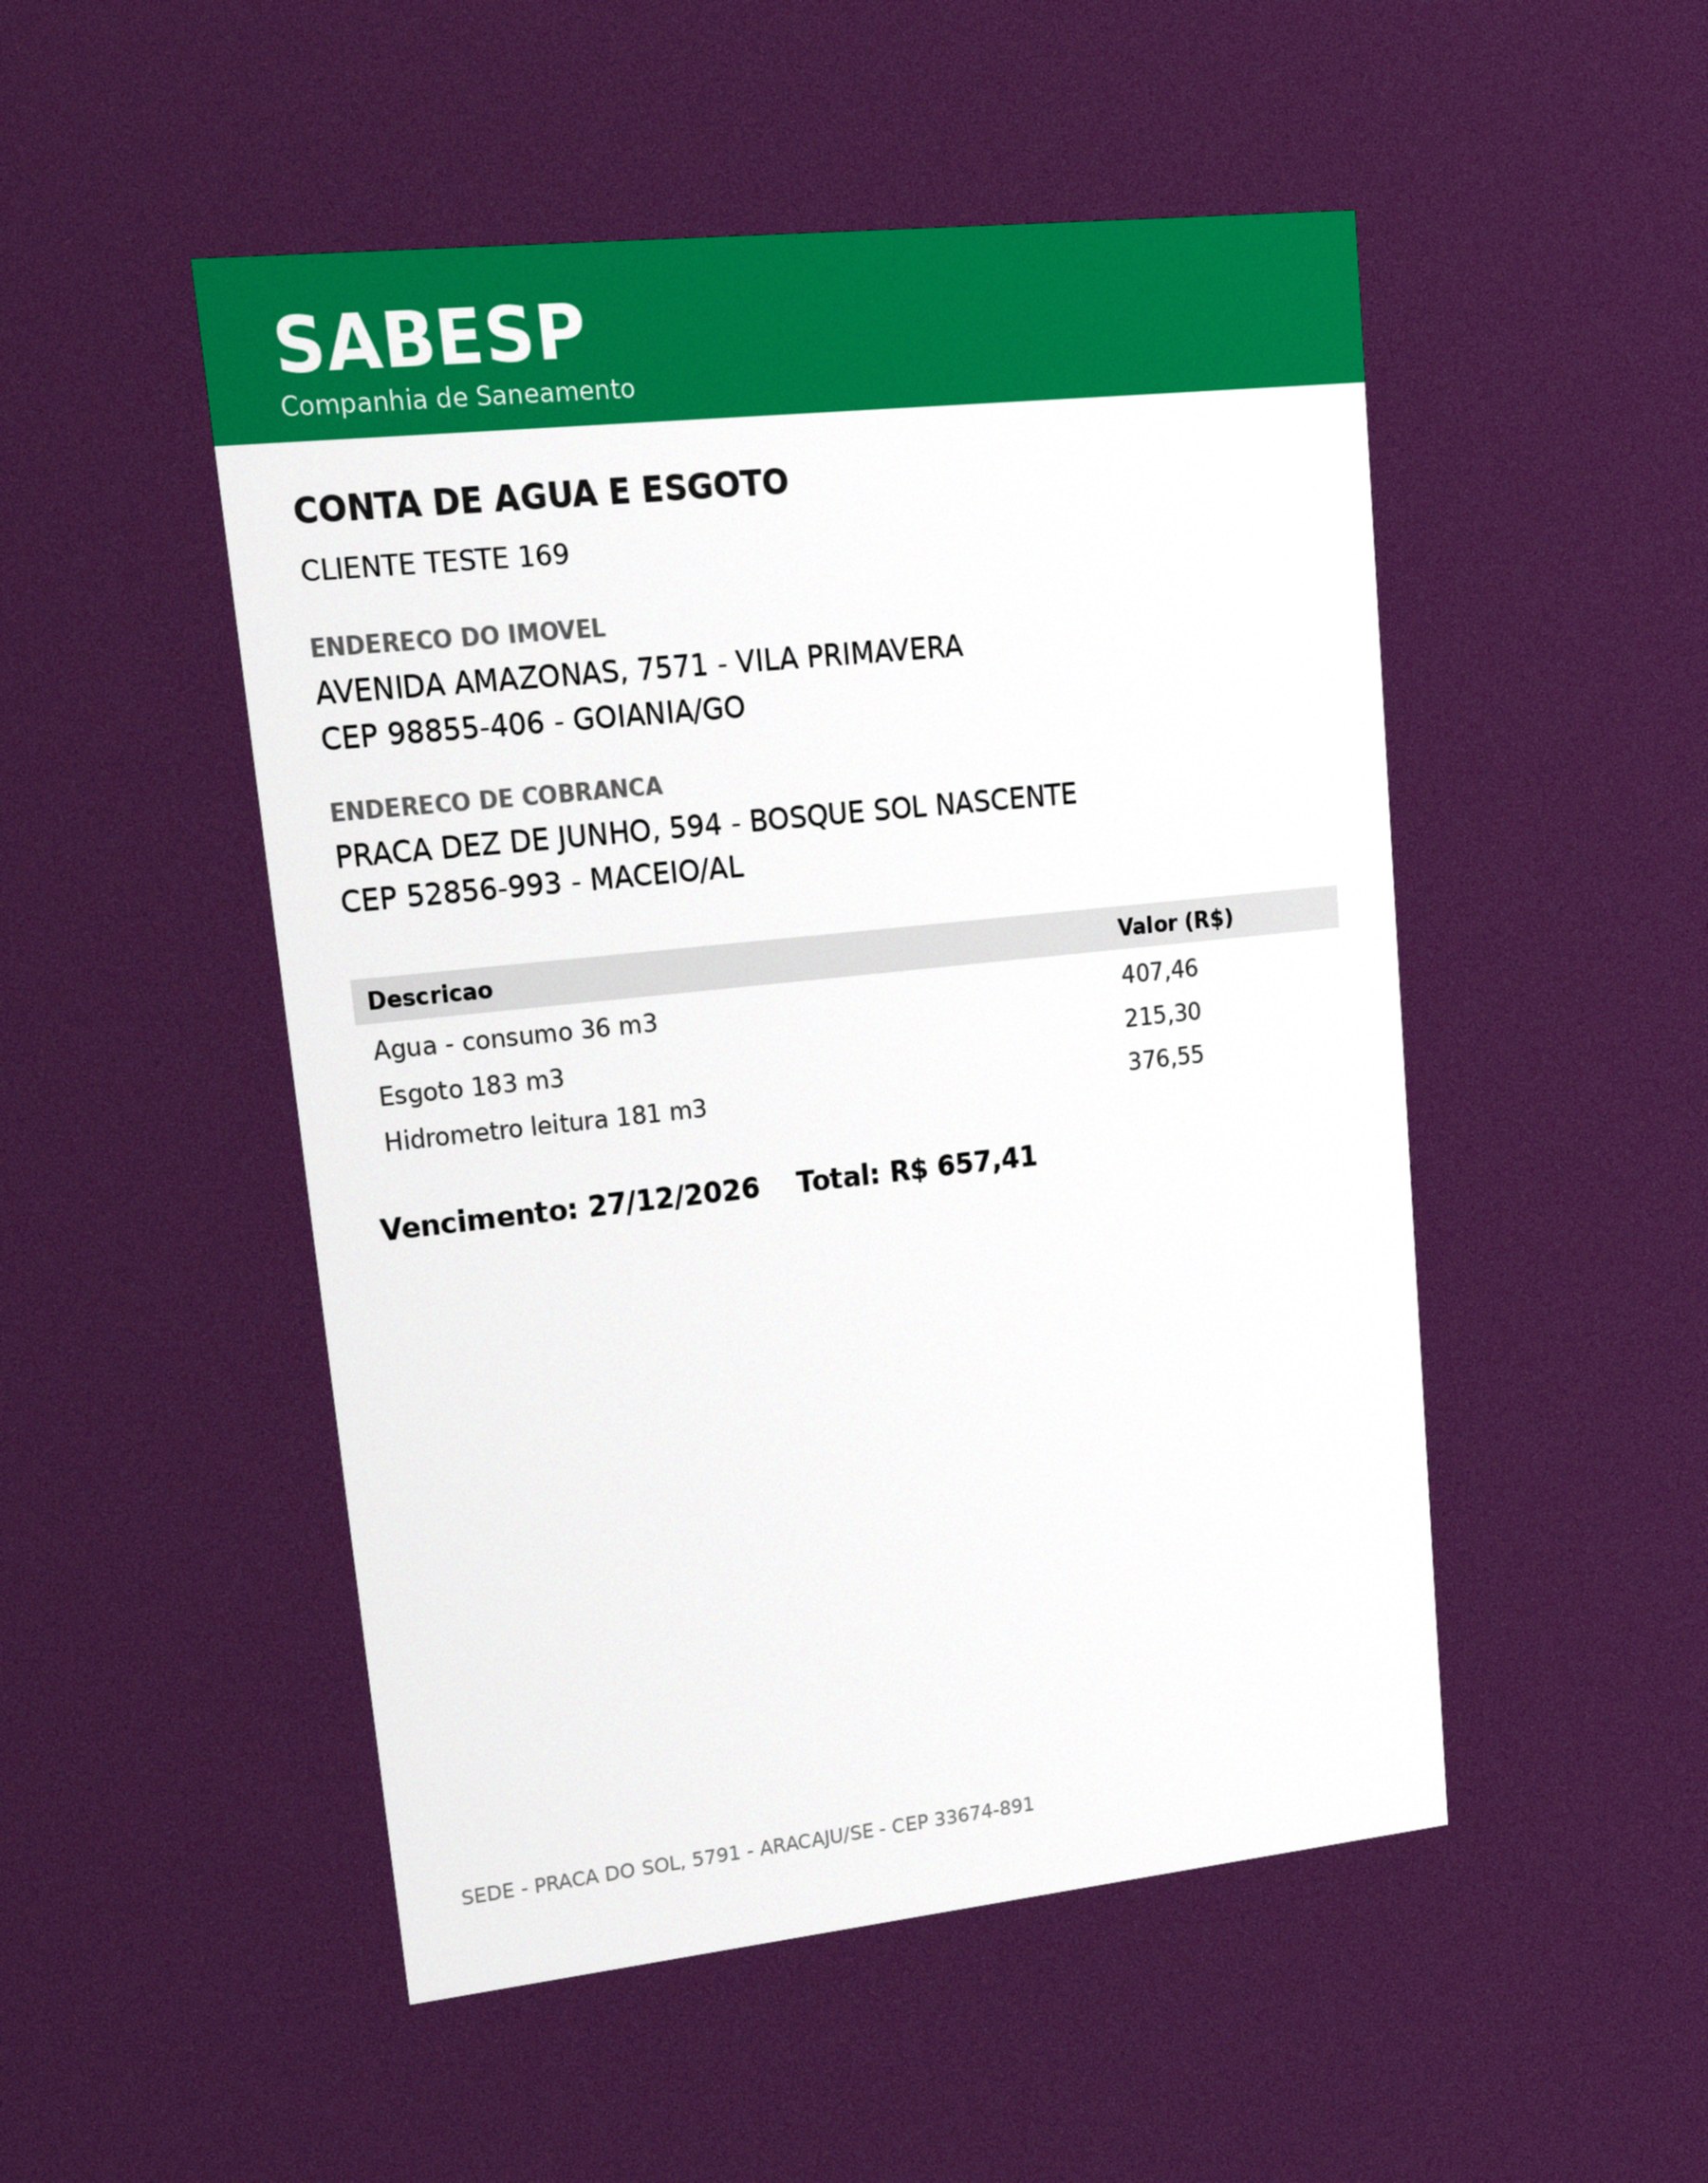 SABESP
Companhia de Saneamento
CONTA DE AGUA E ESGOTO
CLIENTE TESTE 169
ENDERECO DO IMOVEL
AVENIDA AMAZONAS, 7571 - VILA PRIMAVERA
CEP 98855-406 - GOIANIA/GO
ENDERECO DE COBRANCA
PRACA DEZ DE JUNHO, 594 - BOSQUE SOL NASCENTE
CEP 52856-993 - MACEIO/AL
Descricao Valor (R$)
Agua - consumo 36 m3 407,46
Esgoto 183 m3 215,30
Hidrometro leitura 181 m3 376,55
Vencimento: 27/12/2026 Total: R$ 657,41
SEDE - PRACA DO SOL, 5791 - ARACAJU/SE - CEP 33674-891